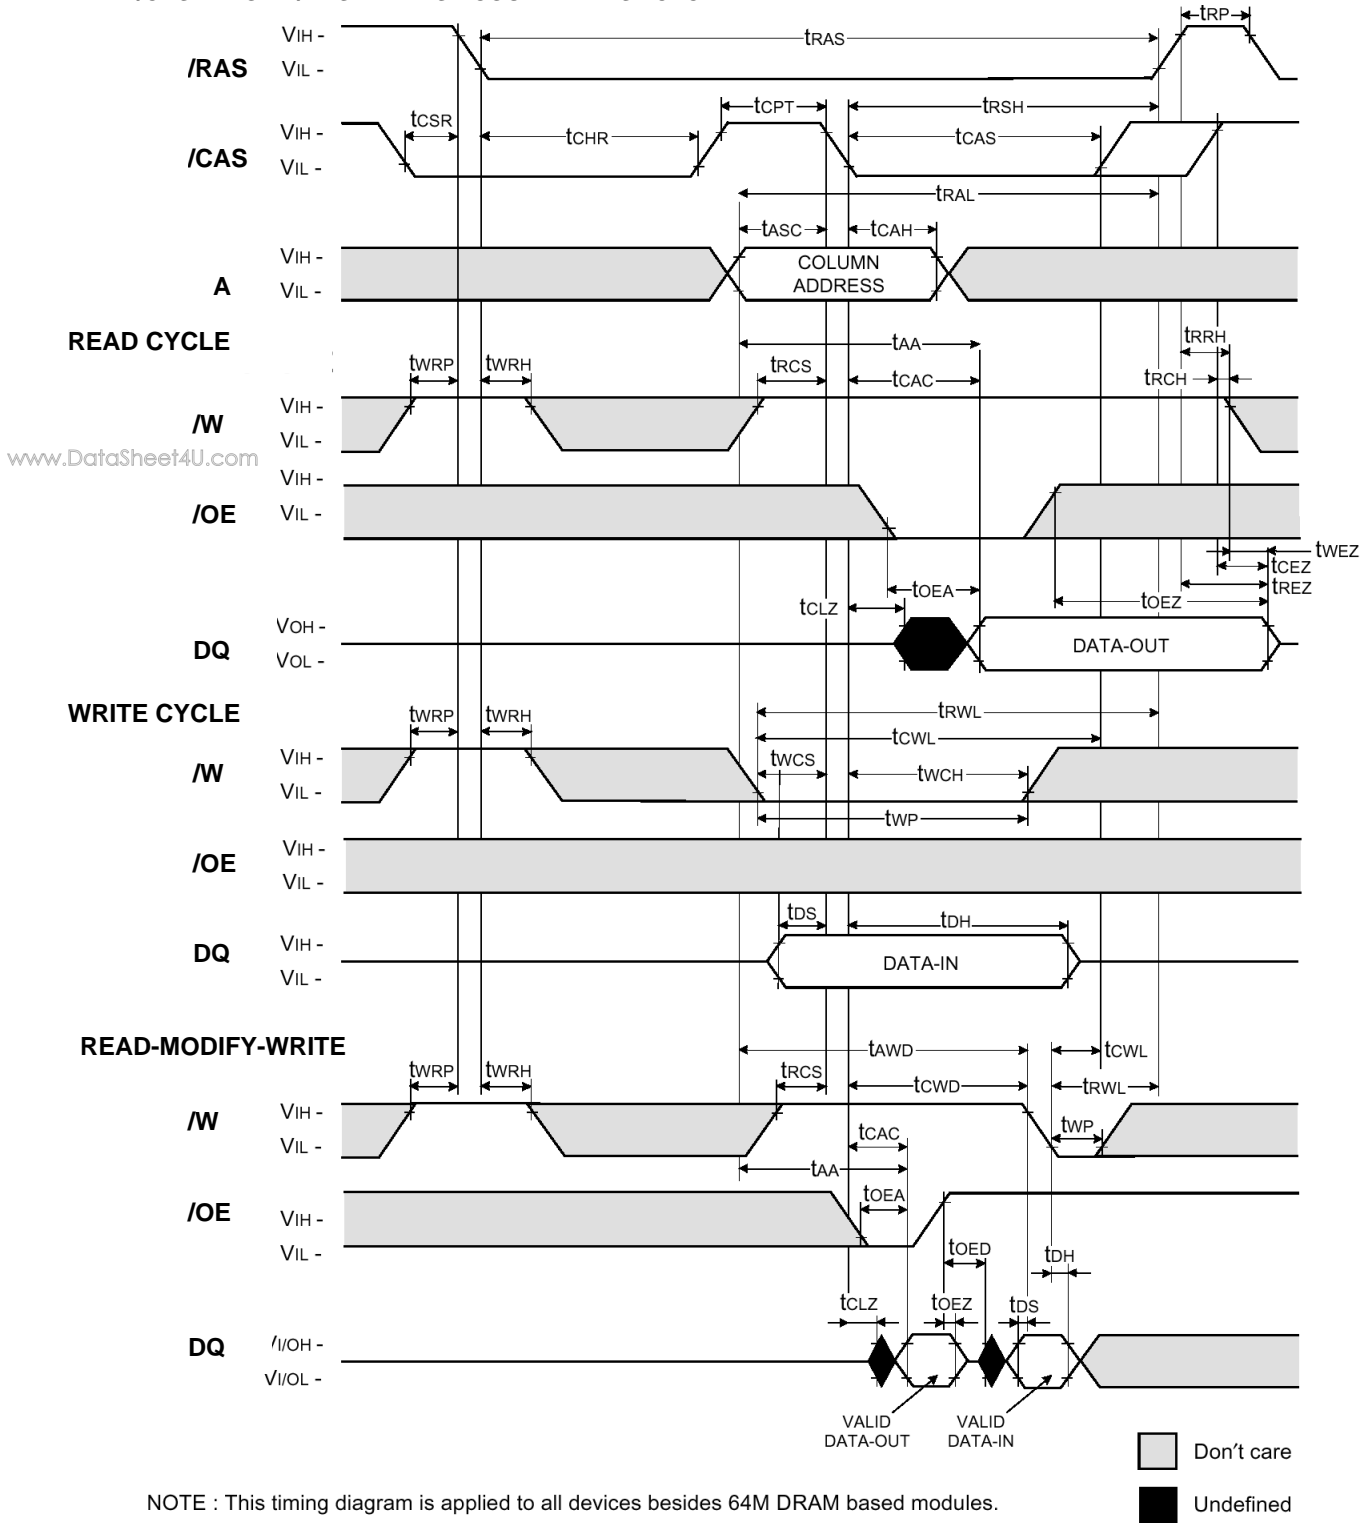 tRP
VIH -
tRAS
/RAS
VIL -
tCPT
tRSH
tCSR
VIH -
tCHR
tCAS
/CAS
VIL -
tRAL
tASC
tCAH
VIH -
COLUMN
ADDRESS
A
VIL -
READ CYCLE
tRRH
tAA
tWRP
tWRH
tRCS
tCAC
tRCH
VIH -
/W
VIL -
www.DataSheet4U.com
VIH -
/OE
VIL -
tWEZ
tCEZ
tREZ
tOEA
tOEZ
tCLZ
VOH -
DQ
DATA-OUT
VOL -
WRITE CYCLE
tWRP
tWRH
tRWL
tCWL
VIH -
tWCS
tWCH
/W
VIL -
tWP
VIH -
/OE
VIL -
tDS
tDH
VIH -
DQ
DATA-IN
VIL -
READ-MODIFY-WRITE
tAWD
tCWL
tWRP
tWRH
tRCS
tCWD
tRWL
VIH -
/W
tWP
VIL -
tCAC
tAA
tOEA
/OE
VIH -
VIL -
tOED
tDH
tCLZ
tOEZ
tDS
DQ
VI/OH -
VI/OL -
VALID
DATA-OUT
VALID
DATA-IN
Don't care
NOTE : This timing diagram is applied to all devices besides 64M DRAM based modules.
Undefined